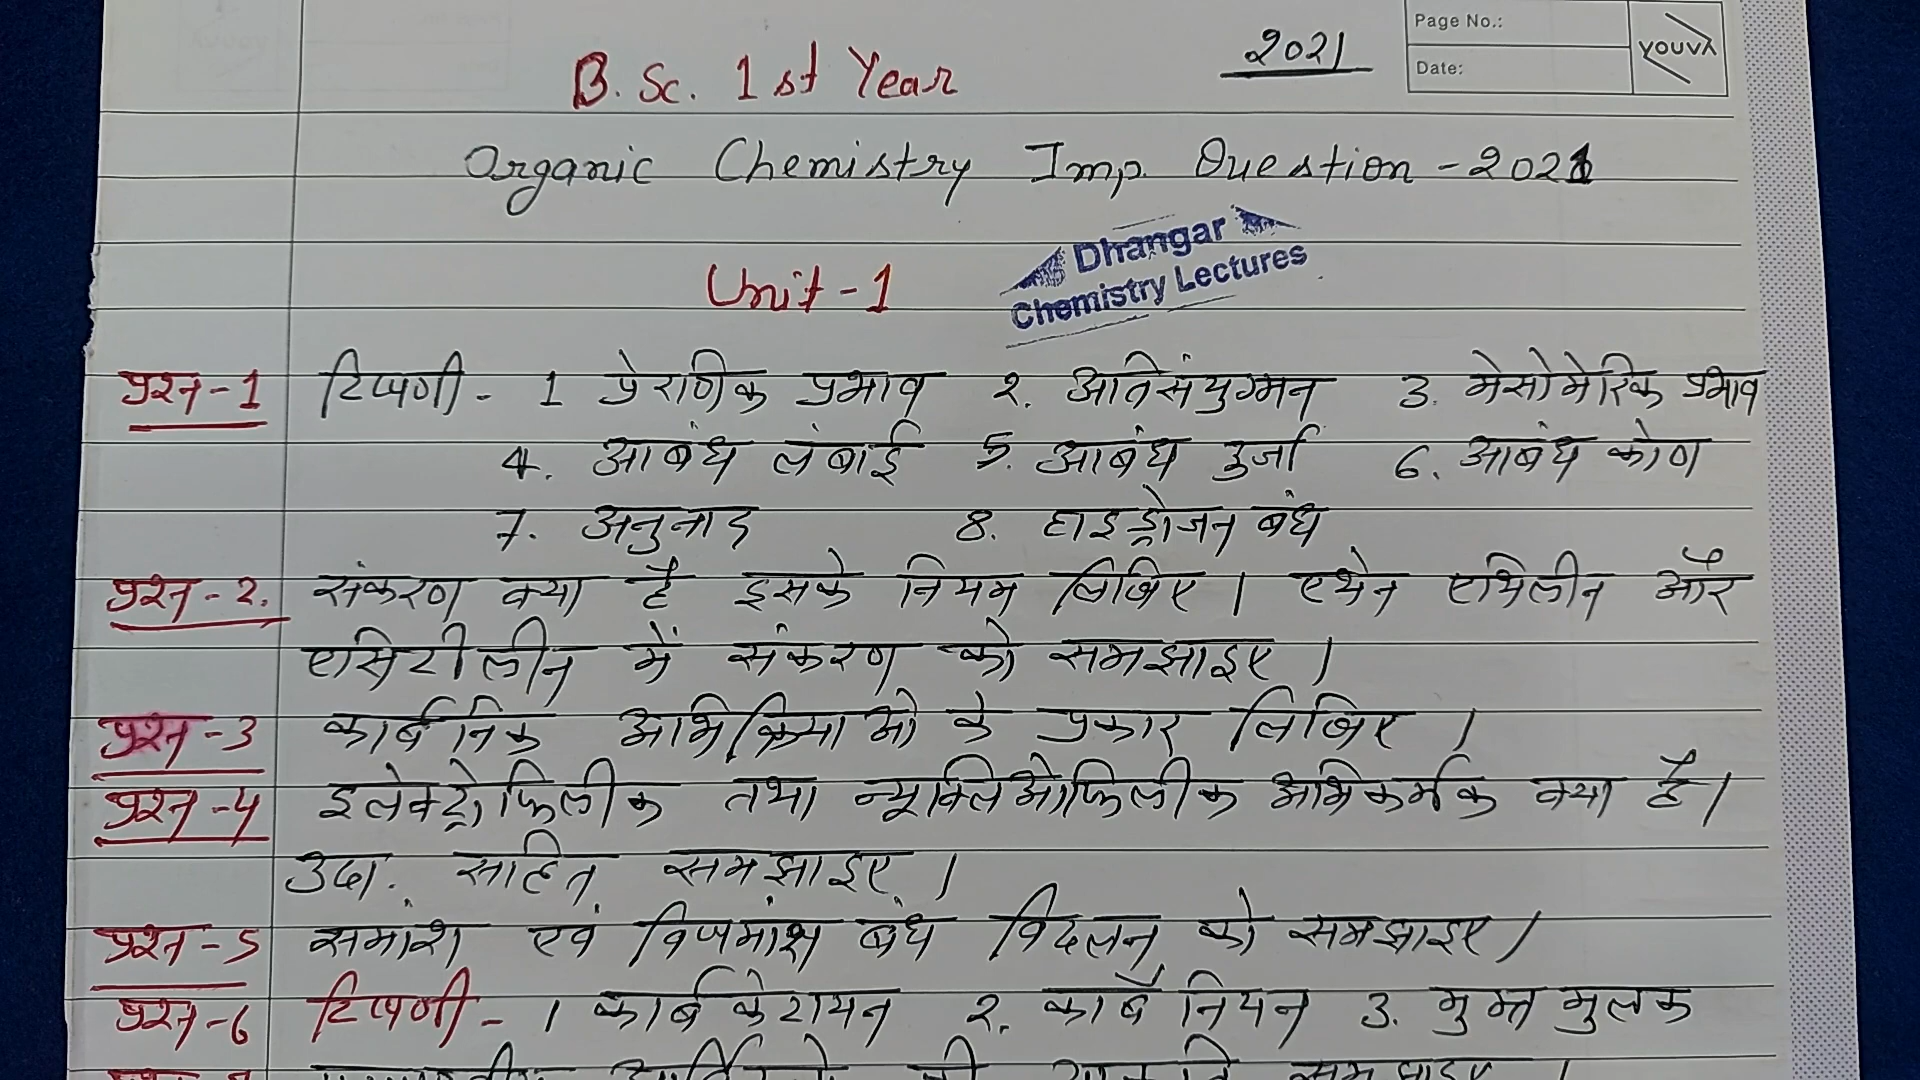 2021
Page No.:
YOUVA
Date:
B.Sc. 1st Year
Organic Chemistry Imp. Question - 2021
Dhangar
Chemistry Lectures
Unit - 1
प्रश्न - 1 टिप्पणी - 1 प्रेरणिक प्रभाव 2. अतिसंयुग्मन 3. मेसोमेरिक प्रभाव
4. आबंध लंबाई 5. आबंध उर्जा 6. आबंध कोण
7. अनुनाद 8. हाइड्रोजन बंध
प्रश्न - 2. संकरण क्या है इसके नियम लिखिए । एथेन एथिलीन और
एसिटीलीन में संकरण को समझाइए ।
प्रश्न - 3 कार्बनिक अभिक्रियाओ के प्रकार लिखिए ।
प्रश्न - 4 इलेक्ट्रोफिलीक तथा न्यूक्लिओफिलीक अभिकर्मक क्या है ।
उदा. सहित समझाइए ।
प्रश्न - 5 समांश एवं विषमांश बंध विदलन को समझाइए ।
प्रश्न - 6 टिप्पणी - 1 कार्बकेटायन 2. कार्बेनियन 3. मुक्त मुलक